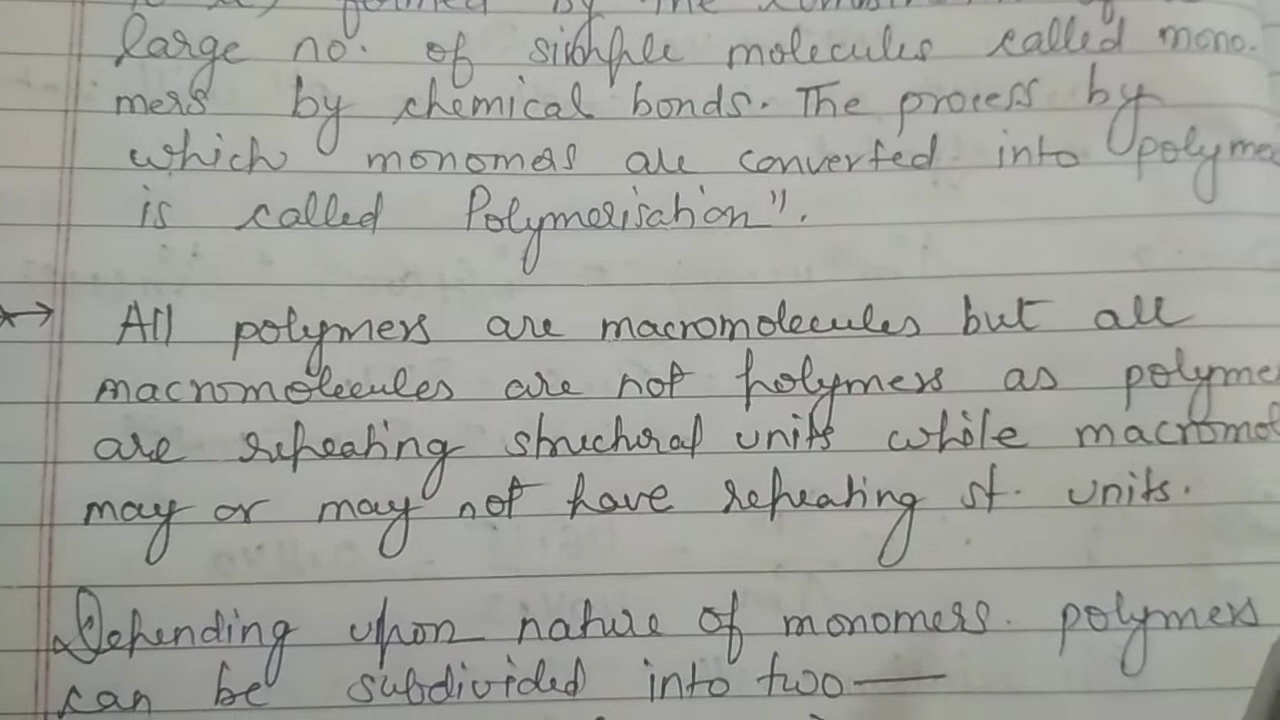 formed by the
large no. of simple molecules called mono.
mers by chemical bonds. The process by
which monomers are converted into polyme
is called Polymerisation".
All polymers are macromolecules but all
macromolecules are not polymers as polyme
are repeating structural units while macromol
may or may not have repeating st. units.
Depending upon nature of monomers. polymers
can be subdivided into two —